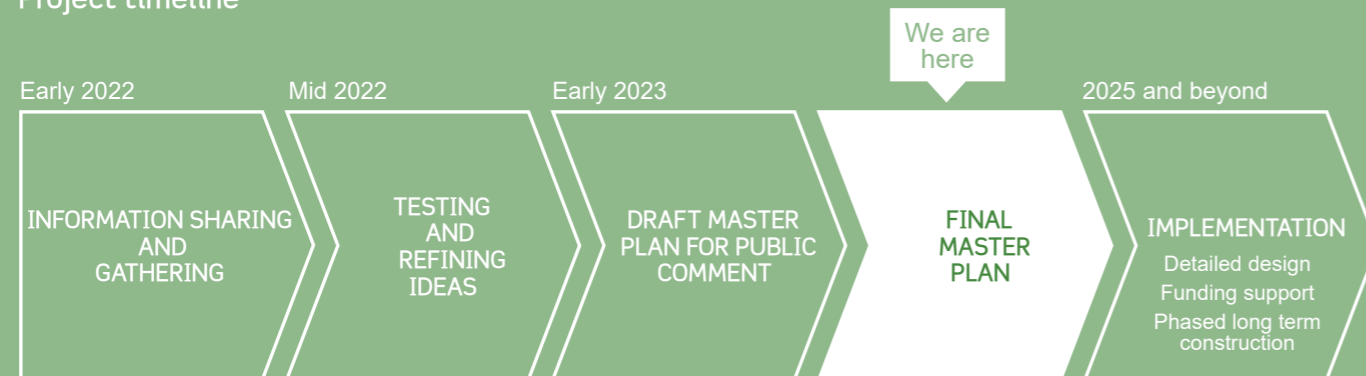 Project timeline
We are
here
Early 2022
Mid 2022
Early 2023
2025 and beyond
INFORMATION SHARING
AND
GATHERING
TESTING
AND
REFINING
IDEAS
DRAFT MASTER
PLAN FOR PUBLIC
COMMENT
FINAL
MASTER
PLAN
IMPLEMENTATION
Detailed design
Funding support
Phased long term
construction